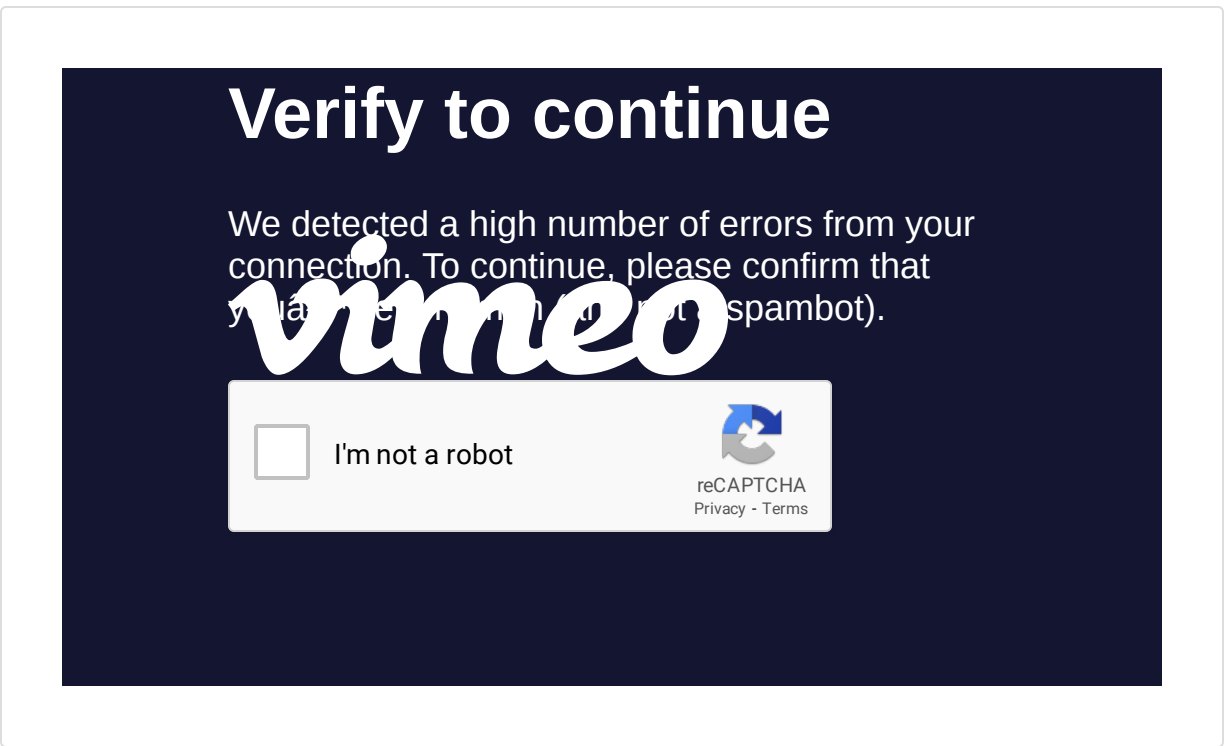 Verify to continue
We detected a high number of errors from your
connection. To continue, please confirm that
spambot).
vimeo
I'm not a robot
reCAPTCHA
Privacy - Terms